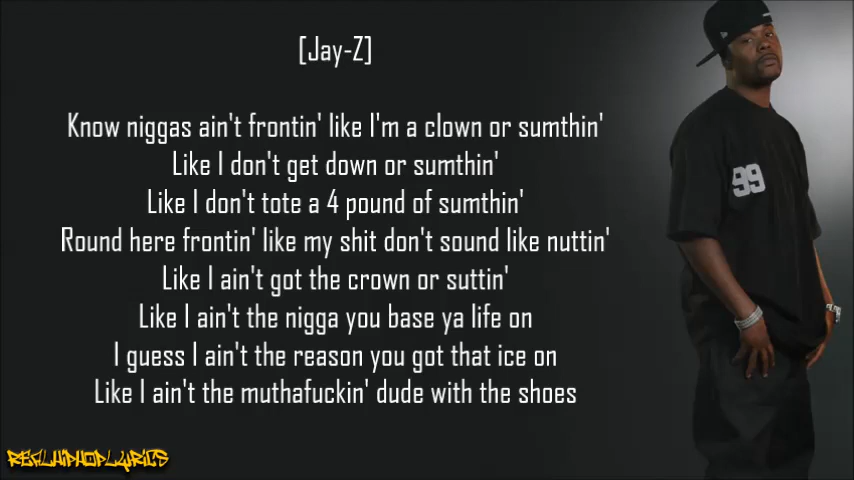 [Jay-Z]
Know niggas ain't frontin' like I'm a clown or sumthin'
Like I don't get down or sumthin'
Like I don't tote a 4 pound of sumthin'
Round here frontin' like my shit don't sound like nuttin'
Like I ain't got the crown or suttin'
Like I ain't the nigga you base ya life on
I guess I ain't the reason you got that ice on
Like I ain't the muthafuckin' dude with the shoes
99
REALHIPHOPLYRICS